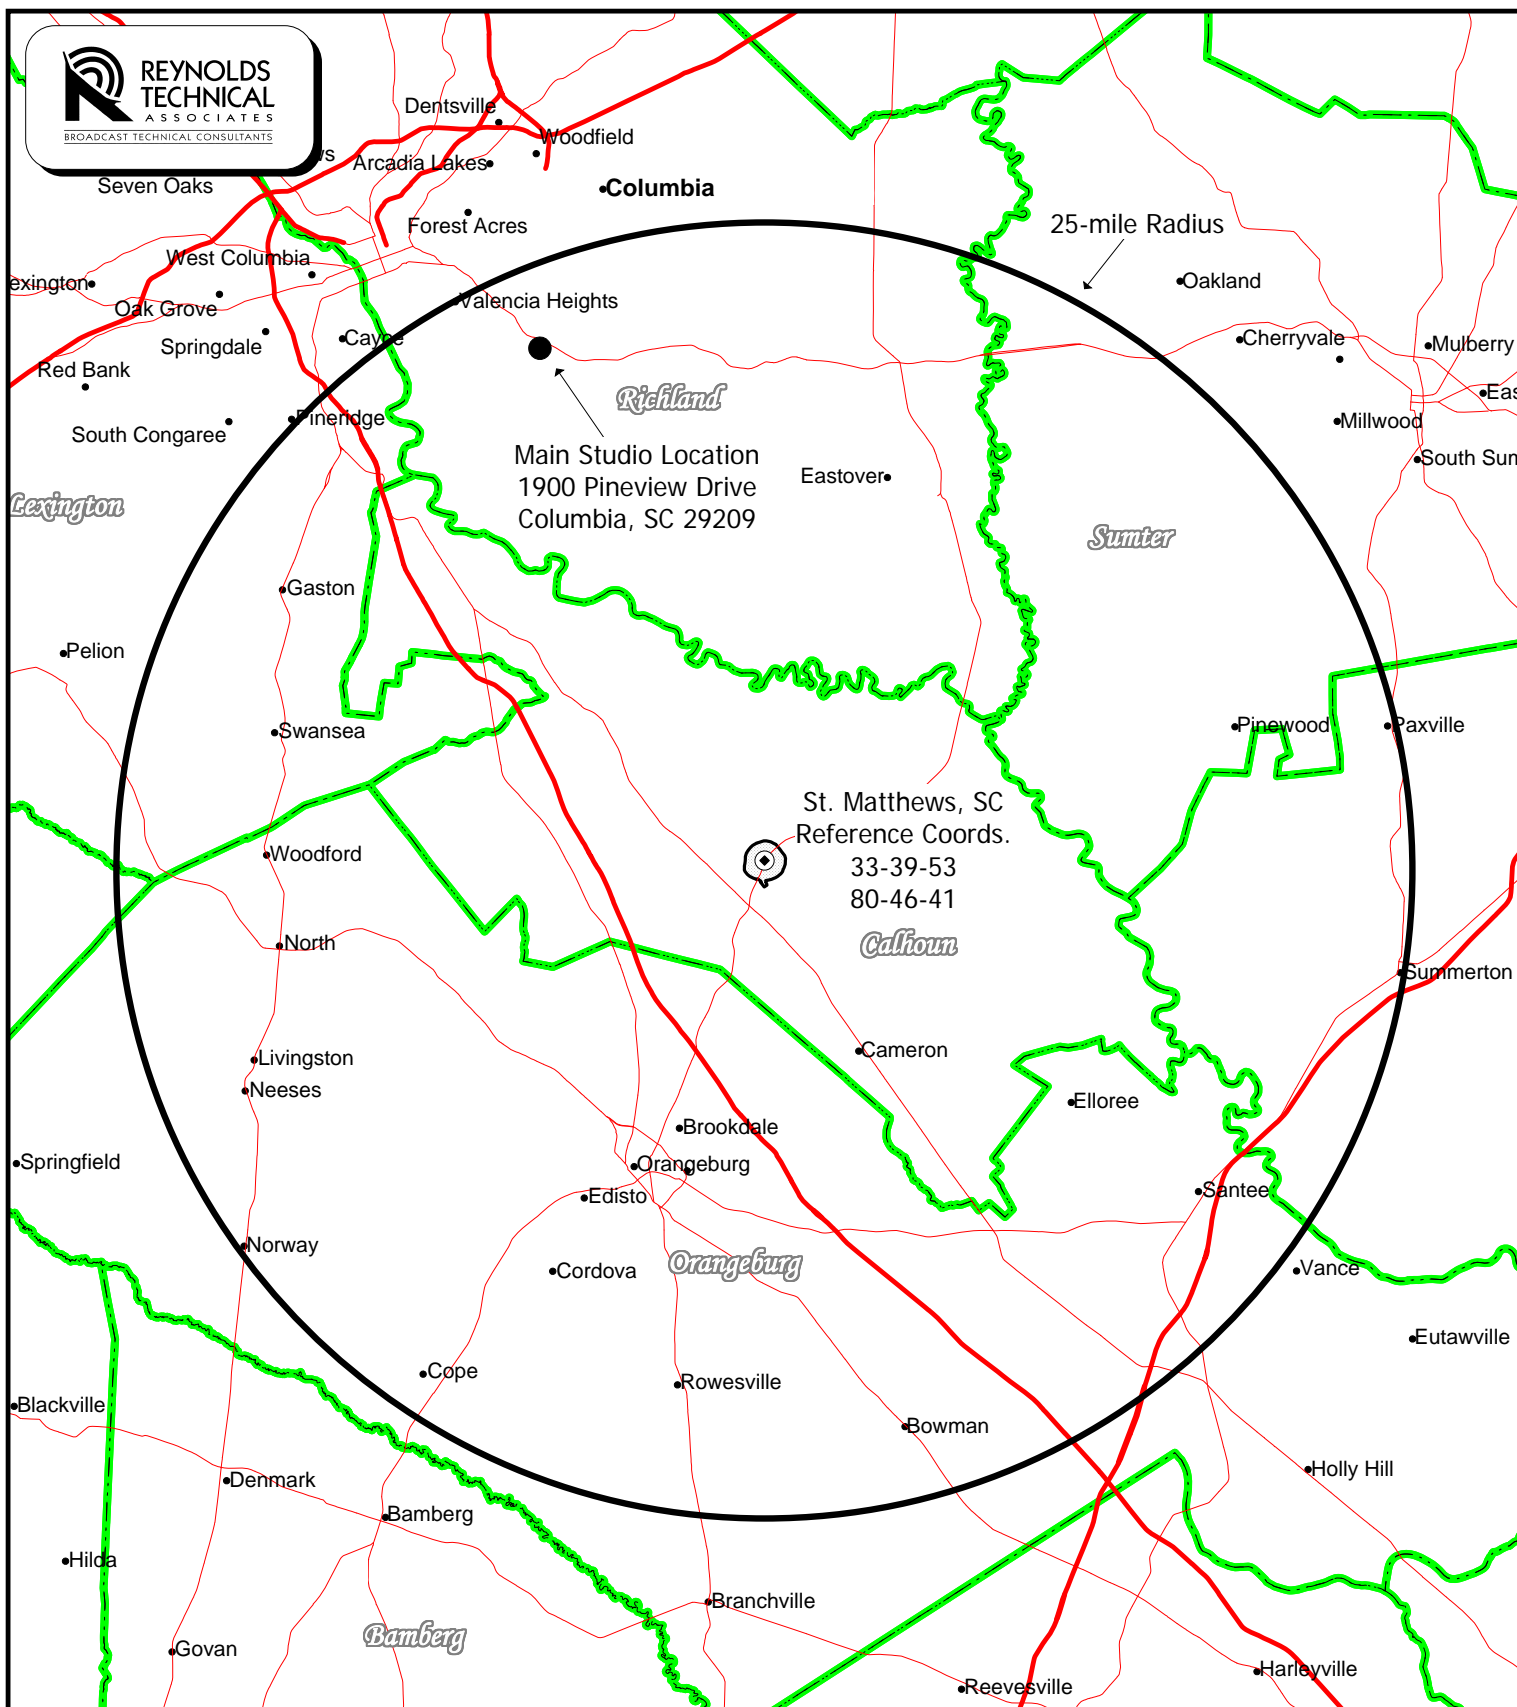 REYNOLDS
TECHNICAL
ASSOCIATES
BROADCAST TECHNICAL CONSULTANTS
Dentsville
Woodfield
Arcadia Lakes
Seven Oaks
Columbia
Forest Acres
25-mile Radius
West Columbia
Oakland
exington
Oak Grove
Valencia Heights
Springdale
Cayce
Cherryvale
Mulberry
Red Bank
Richland
Eas
Pineridge
South Congaree
Millwood
Main Studio Location
1900 Pineview Drive
Columbia, SC 29209
Eastover
South Sum
Lexington
Sumter
Gaston
Pelion
Swansea
Pinewood
Paxville
St. Matthews, SC
Reference Coords.
33-39-53
80-46-41
Woodford
North
Calhoun
Summerton
Livingston
Cameron
Neeses
Elloree
Brookdale
Springfield
Orangeburg
Edisto
Santee
Norway
Cordova
Orangeburg
Vance
Eutawville
Cope
Rowesville
Blackville
Bowman
Denmark
Holly Hill
Bamberg
Hilda
Branchville
Bamberg
Govan
Harleyville
Reevesville